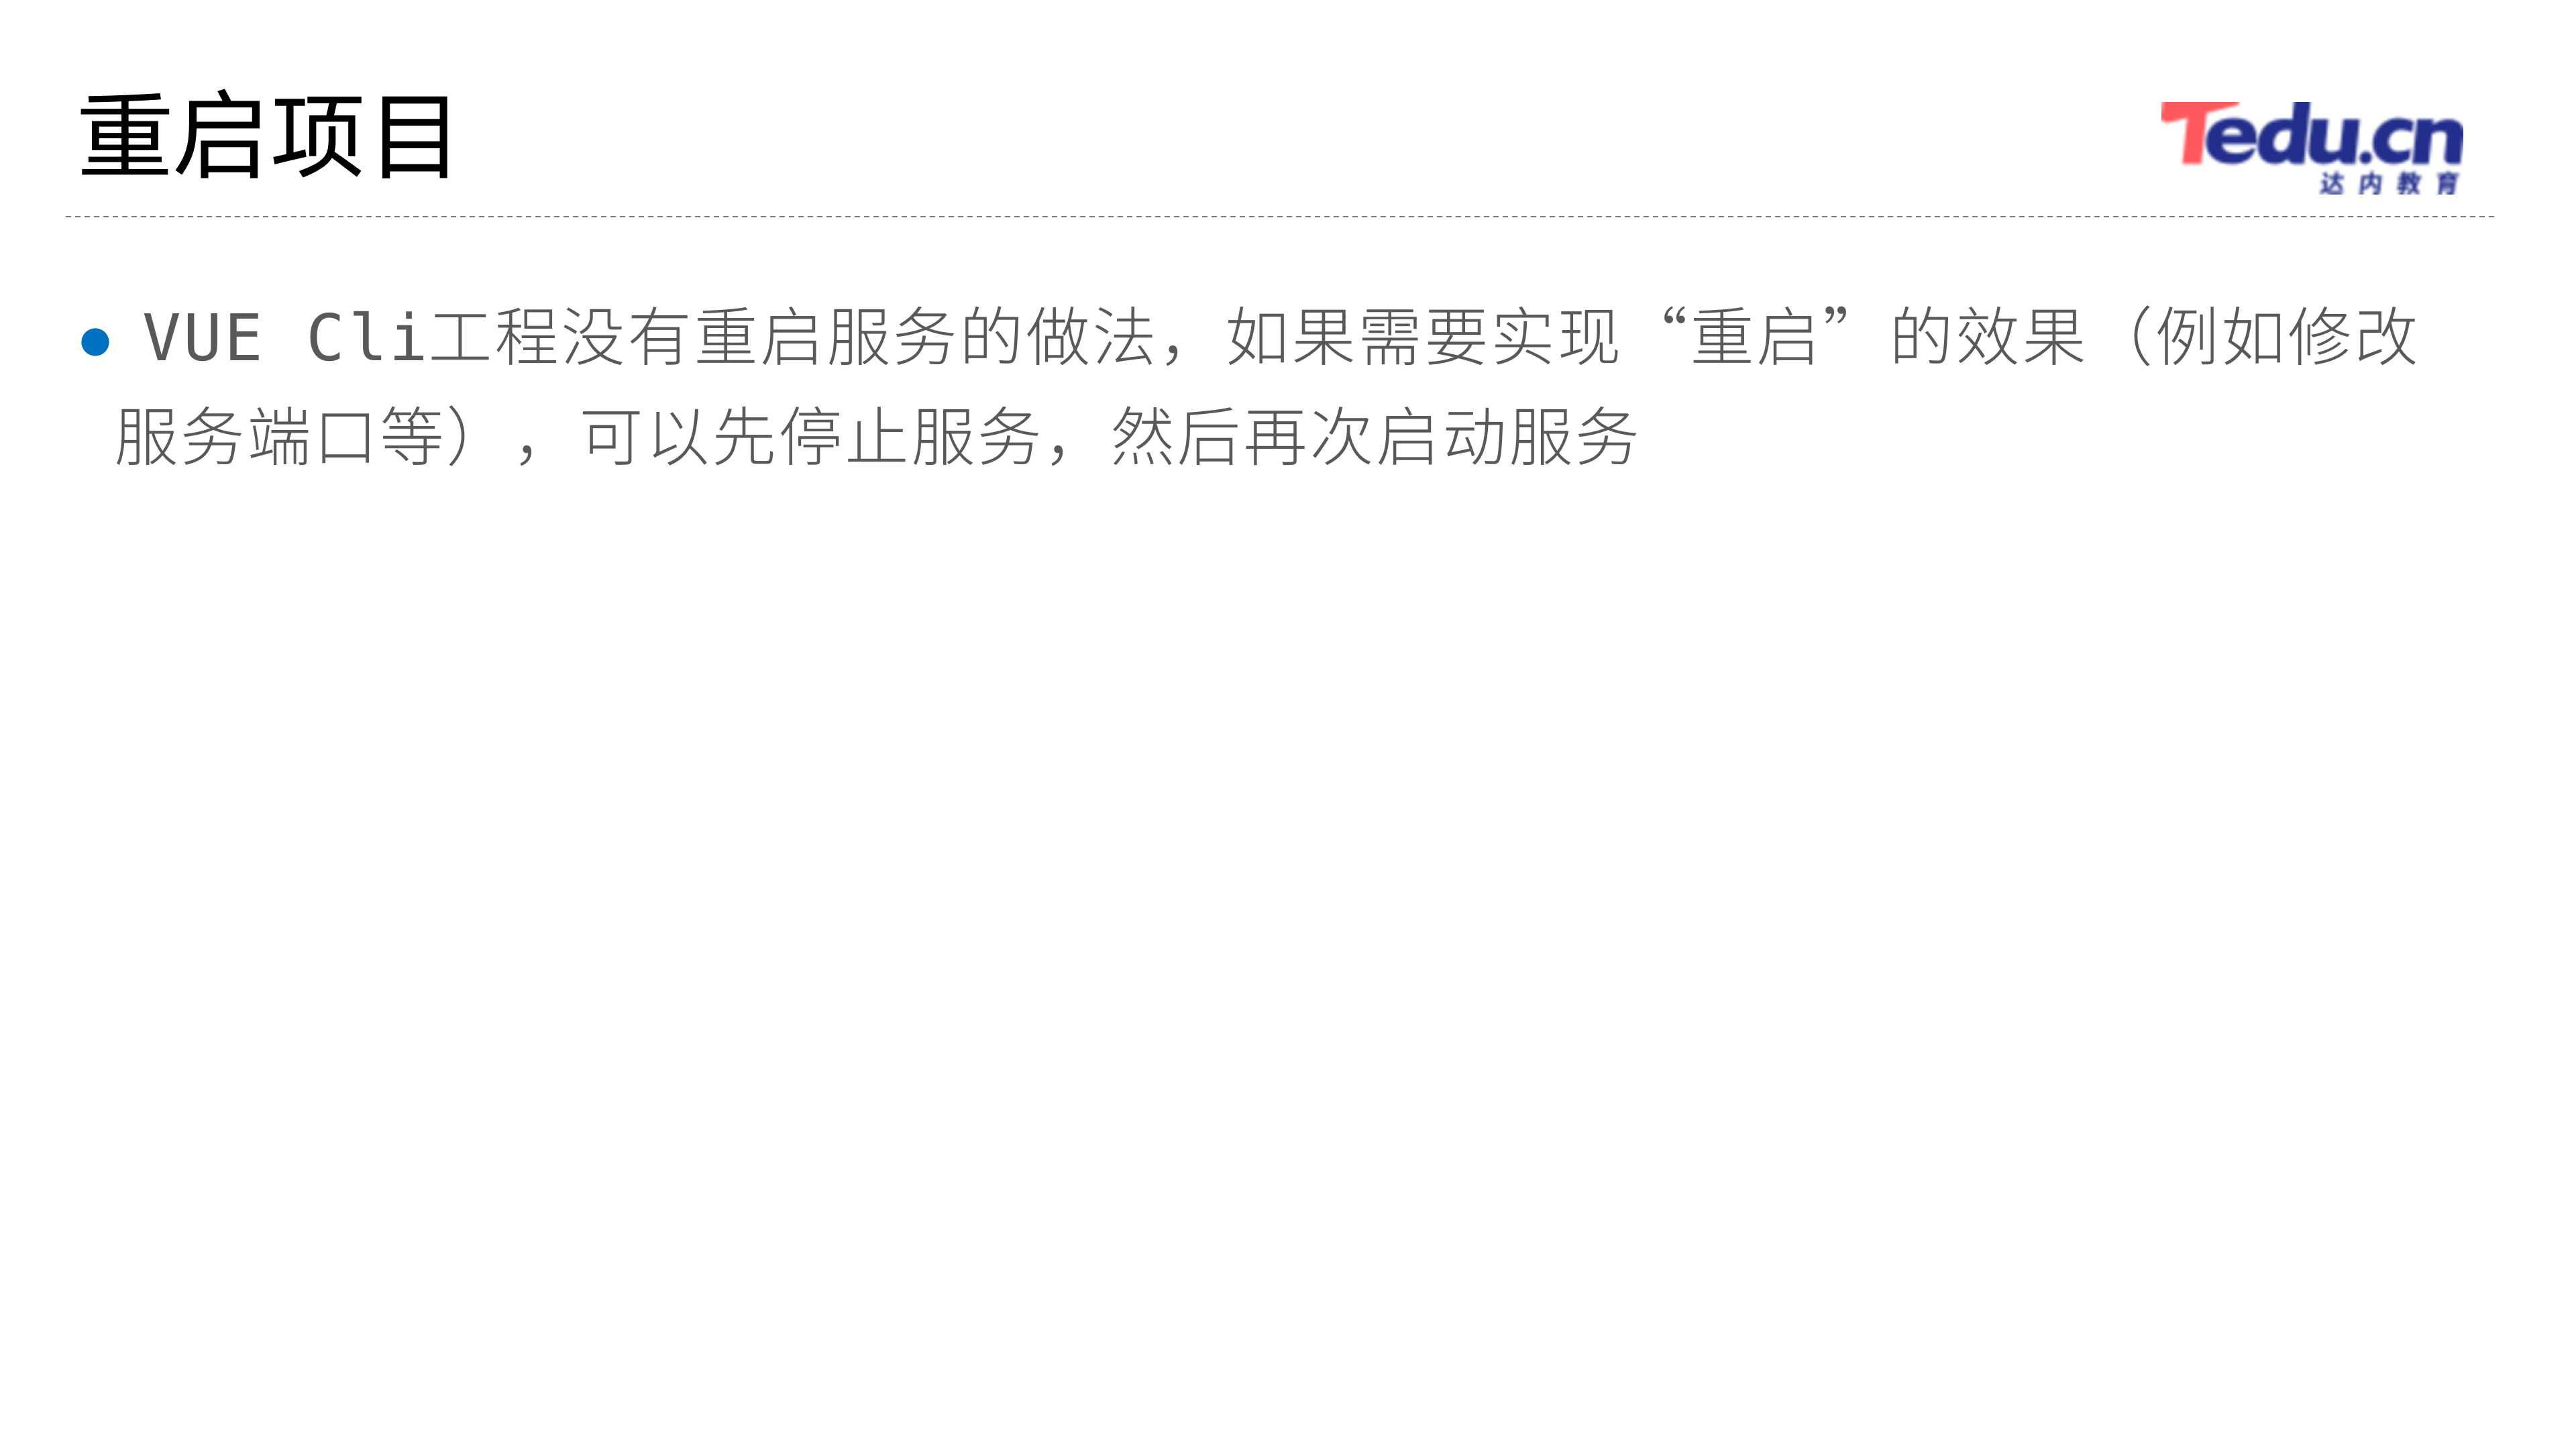 重启项目
Tedu.cn
达内教育
VUE Cli工程没有重启服务的做法，如果需要实现“重启”的效果（例如修改
服务端口等），可以先停止服务，然后再次启动服务